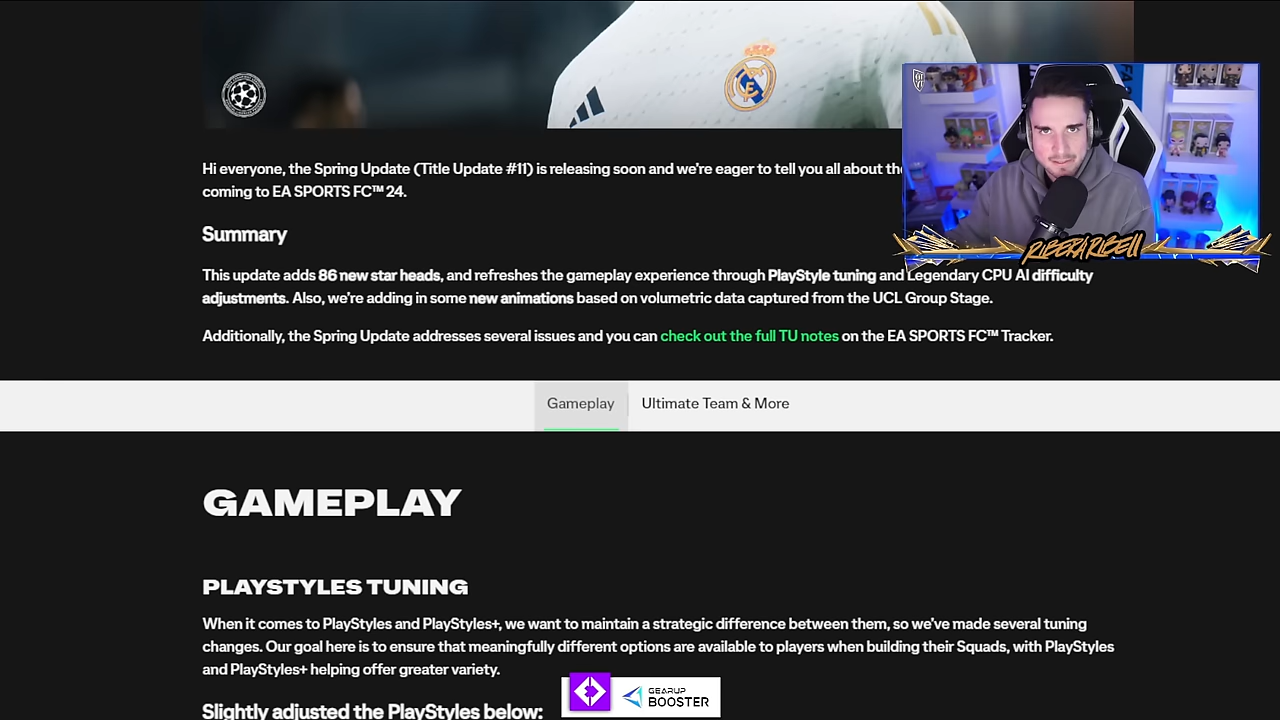 Hi everyone, the Spring Update (Title Update #11) is releasing soon and we're eager to tell you all about the
coming to EA SPORTS FC™ 24.
RIBERARIBELL
Summary
This update adds 86 new star heads, and refreshes the gameplay experience through PlayStyle tuning and Legendary CPU AI difficulty
adjustments. Also, we're adding in some new animations based on volumetric data captured from the UCL Group Stage.
Additionally, the Spring Update addresses several issues and you can check out the full TU notes on the EA SPORTS FC™ Tracker.
Gameplay
Ultimate Team & More
GAMEPLAY
PLAYSTYLES TUNING
When it comes to PlayStyles and PlayStyles+, we want to maintain a strategic difference between them, so we've made several tuning
changes. Our goal here is to ensure that meaningfully different options are available to players when building their Squads, with PlayStyles
and PlayStyles+ helping offer greater variety.
Slightly adjusted the PlayStyles below:
GEARUP
BOOSTER